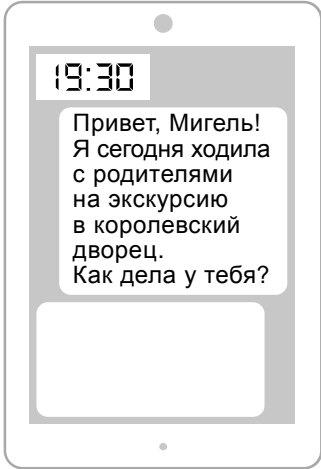 19:30
Привет, Мигель!
Я сегодня ходила
с родителями
на экскурсию
в королевский
дворец.
Как дела у тебя?